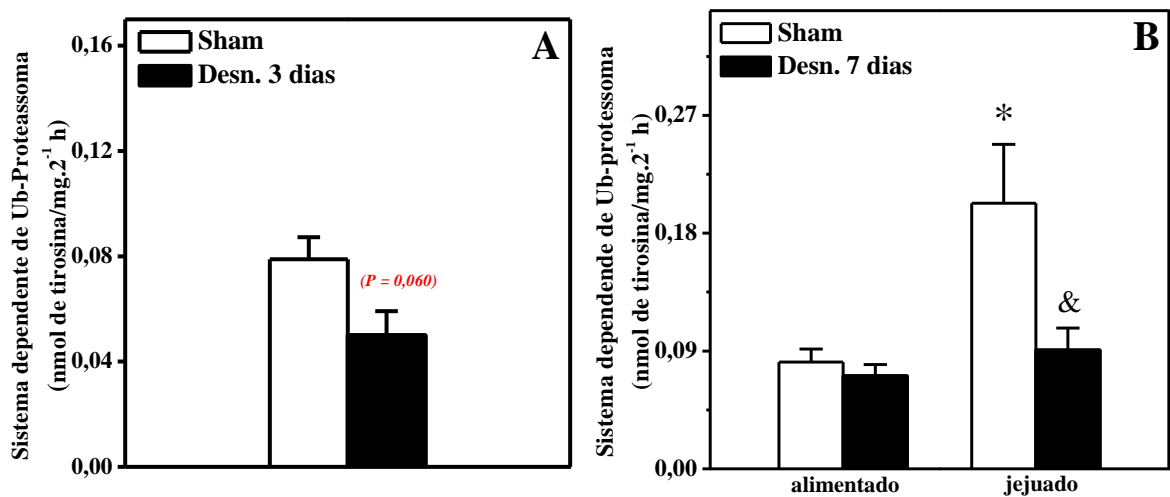 Sistema dependente de Ub-Proteassoma
(nmol de tirosina/mg.2⁻¹ h)
0,16
0,12
0,08
0,04
0,00
Sham
Desn. 3 dias
A
(P = 0,060)
Sistema dependende de Ub-protessoma
(nmol de tirosina/mg.2⁻¹ h)
0,27
0,18
0,09
0,00
Sham
Desn. 7 dias
B
*
&
alimentado
jejuado